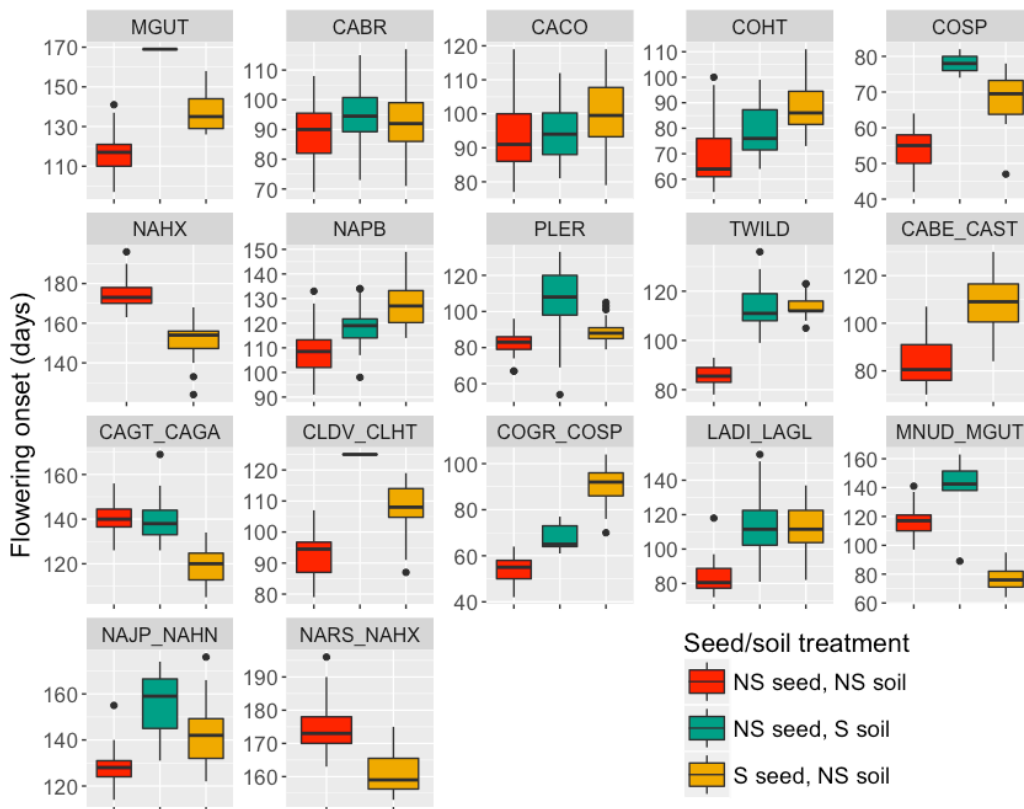 MGUT CABR CACO COHT COSP
170 150 130 110
110 100 90 80 70
120 110 100 90 80
110 100 90 80 70 60
80 70 60 50 40
NAHX NAPB PLER TWILD CABE_CAST
180 160 140
150 140 130 120 110 100 90
120 100 80 60
120 100 80
100 80
Flowering onset (days)
CAGT_CAGA CLDV_CLHT COGR_COSP LADI_LAGL MNUD_MGUT
160 140 120
120 110 100 90 80
100 80 60 40
140 120 100 80
160 140 120 100 80 60
NAJP_NAHN NARS_NAHX
160 140 120
190 180 170 160
Seed/soil treatment
NS seed, NS soil
NS seed, S soil
S seed, NS soil